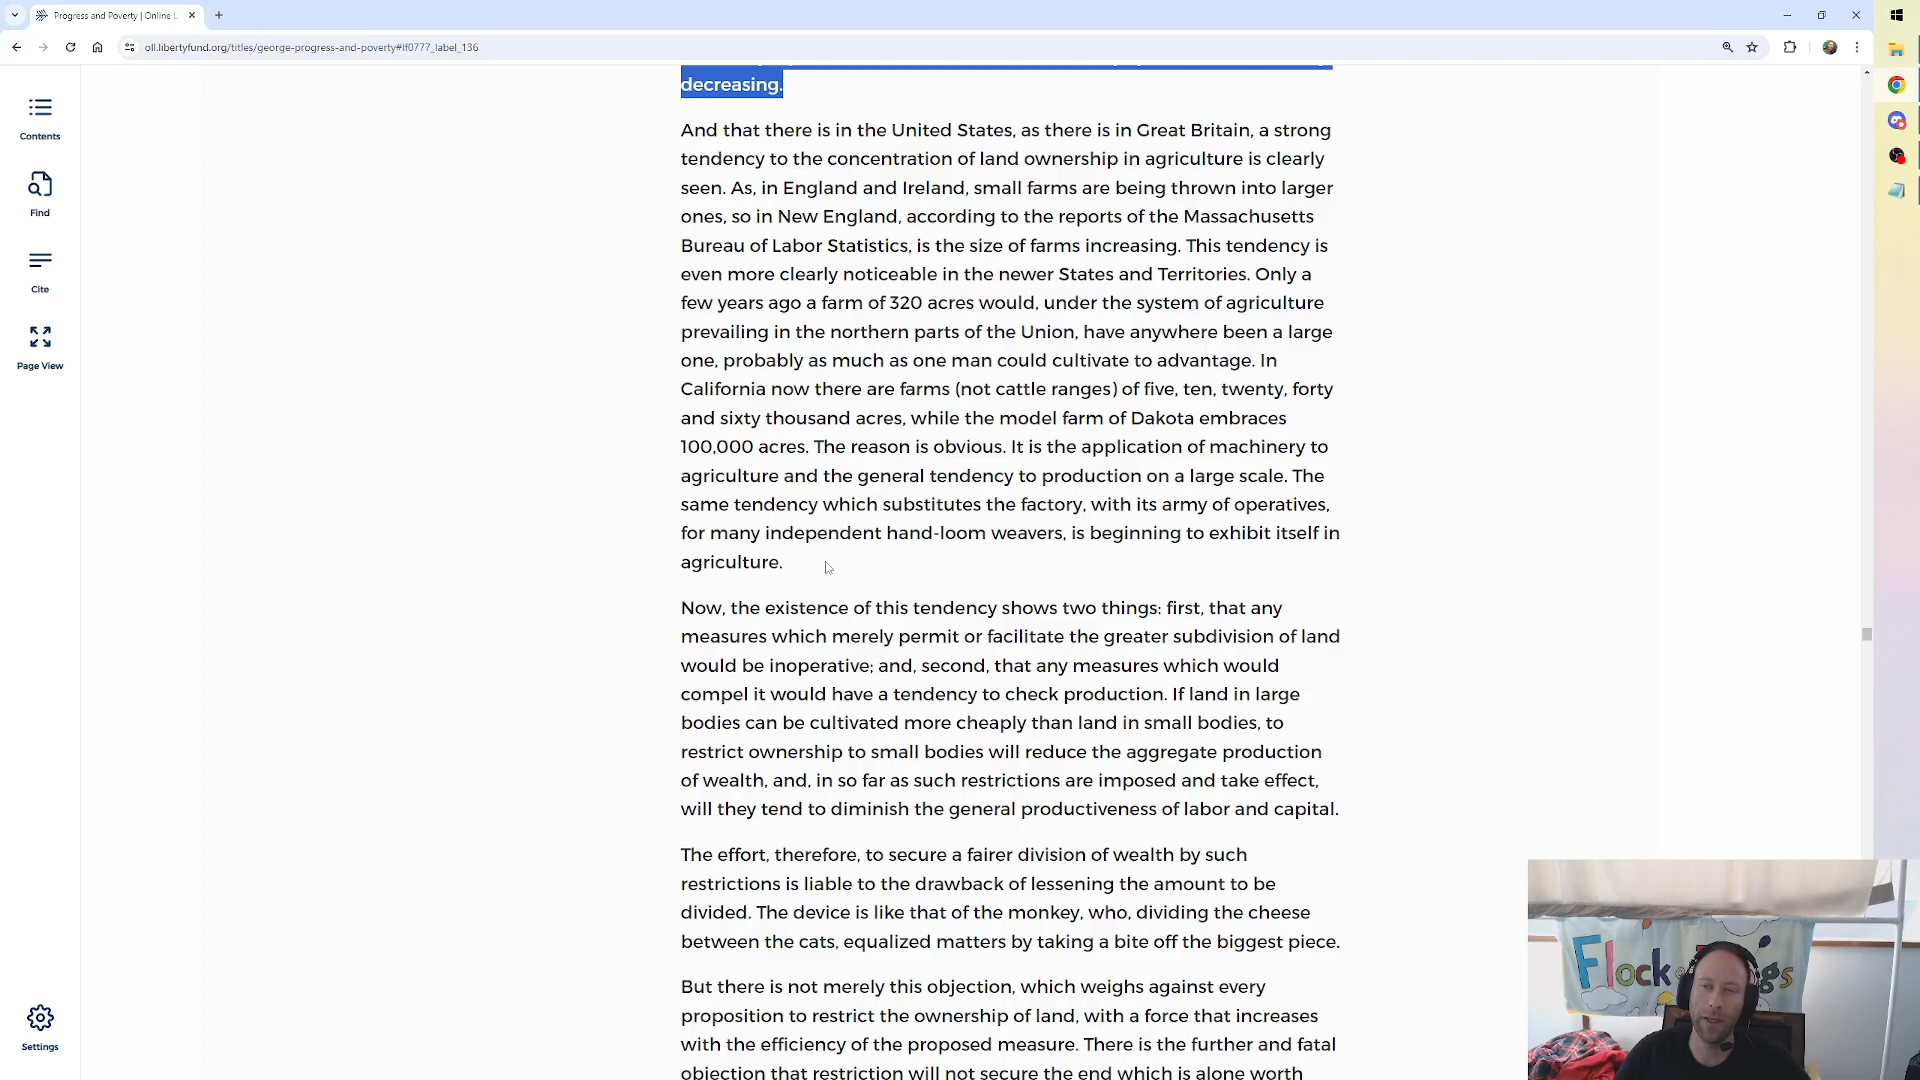 Progress and Poverty | Online L
oll.libertyfund.org/titles/george-progress-and-poverty#lf0777_label_136
Contents
Find
Cite
Page View
Settings
decreasing.
And that there is in the United States, as there is in Great Britain, a strong
tendency to the concentration of land ownership in agriculture is clearly
seen. As, in England and Ireland, small farms are being thrown into larger
ones, so in New England, according to the reports of the Massachusetts
Bureau of Labor Statistics, is the size of farms increasing. This tendency is
even more clearly noticeable in the newer States and Territories. Only a
few years ago a farm of 320 acres would, under the system of agriculture
prevailing in the northern parts of the Union, have anywhere been a large
one, probably as much as one man could cultivate to advantage. In
California now there are farms (not cattle ranges) of five, ten, twenty, forty
and sixty thousand acres, while the model farm of Dakota embraces
100,000 acres. The reason is obvious. It is the application of machinery to
agriculture and the general tendency to production on a large scale. The
same tendency which substitutes the factory, with its army of operatives,
for many independent hand-loom weavers, is beginning to exhibit itself in
agriculture.
Now, the existence of this tendency shows two things: first, that any
measures which merely permit or facilitate the greater subdivision of land
would be inoperative; and, second, that any measures which would
compel it would have a tendency to check production. If land in large
bodies can be cultivated more cheaply than land in small bodies, to
restrict ownership to small bodies will reduce the aggregate production
of wealth, and, in so far as such restrictions are imposed and take effect,
will they tend to diminish the general productiveness of labor and capital.
The effort, therefore, to secure a fairer division of wealth by such
restrictions is liable to the drawback of lessening the amount to be
divided. The device is like that of the monkey, who, dividing the cheese
between the cats, equalized matters by taking a bite off the biggest piece.
But there is not merely this objection, which weighs against every
proposition to restrict the ownership of land, with a force that increases
with the efficiency of the proposed measure. There is the further and fatal
objection that restriction will not secure the end which is alone worth
Flock
gs